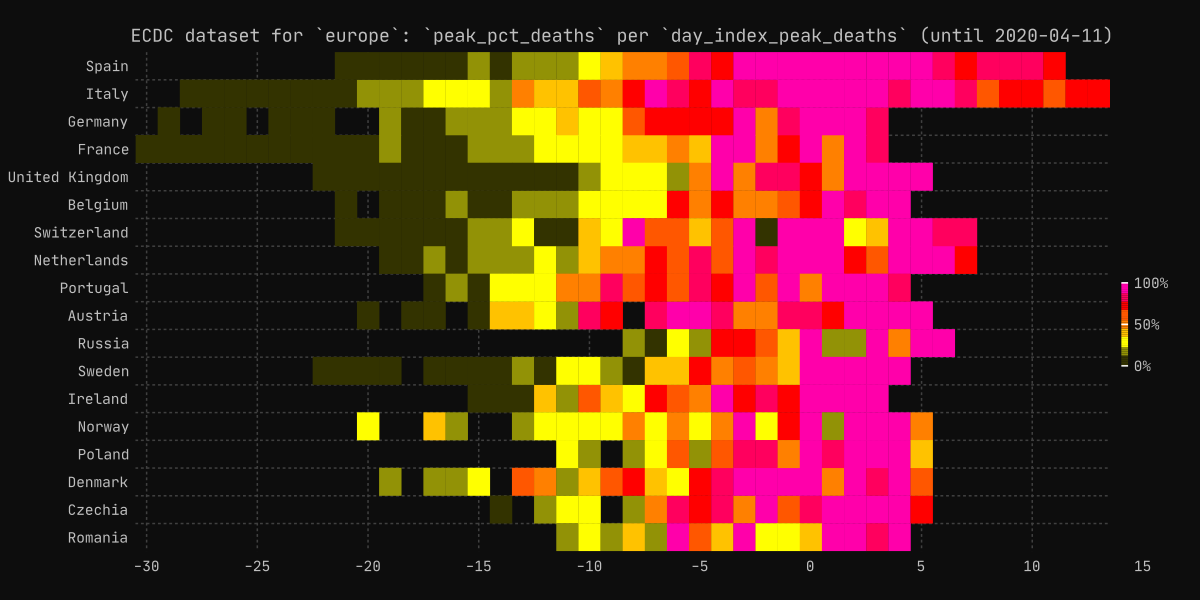 ECDC dataset for `europe`: `peak_pct_deaths` per `day_index_peak_deaths` (until 2020-04-11)
Spain
Italy
Germany
France
United Kingdom
Belgium
Switzerland
Netherlands
Portugal
Austria
Russia
Sweden
Ireland
Norway
Poland
Denmark
Czechia
Romania
100%
50%
0%
-30 -25 -20 -15 -10 -5 0 5 10 15